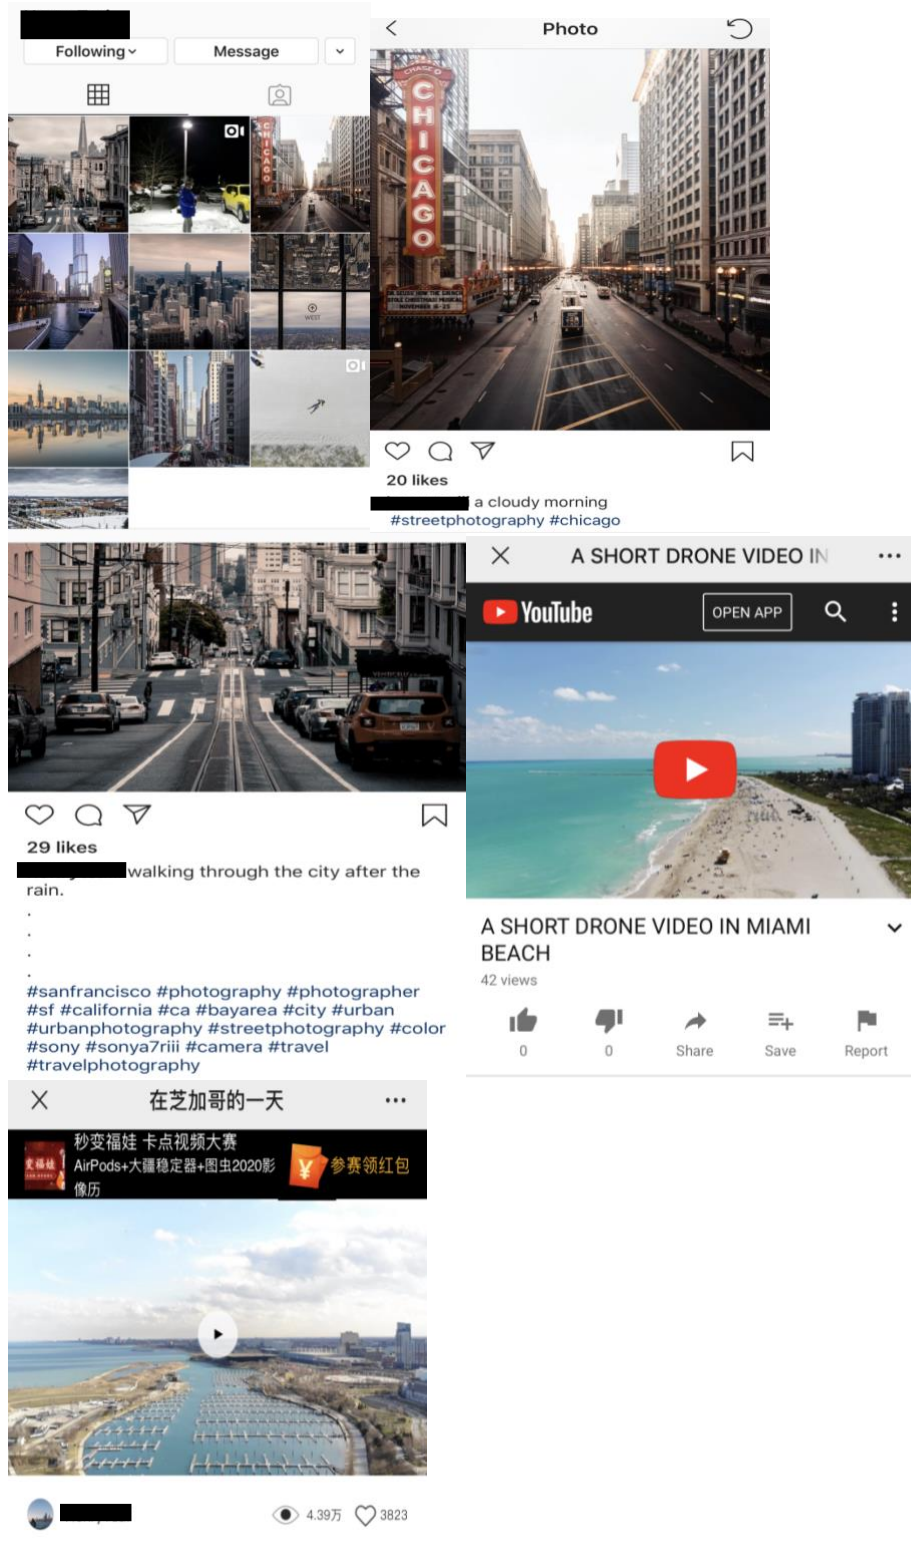 Following
Message
WEST
Photo
CHICAGO
20 likes
a cloudy morning
#streetphotography #chicago
29 likes
walking through the city after the
rain.
.
.
.
.
#sanfrancisco #photography #photographer
#sf #california #ca #bayarea #city #urban
#urbanphotography #streetphotography #color
#sony #sonya7riii #camera #travel
#travelphotography
A SHORT DRONE VIDEO IN
YouTube
OPEN APP
A SHORT DRONE VIDEO IN MIAMI
BEACH
42 views
0 0 Share Save Report
在芝加哥的一天
秒变福娃 卡点视频大赛
AirPods+大疆稳定器+图虫2020影
像历
变福娃
参赛领红包
4.39万 3823